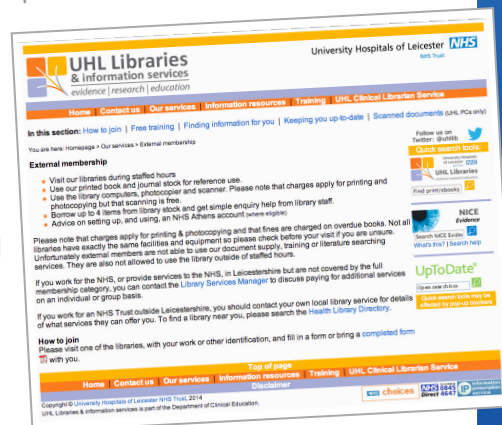 UHL Libraries
& information services
evidence | research | education
University Hospitals of Leicester NHS
NHS Trust
Home | Contact us | Our services | Information resources | Training | UHL Clinical Librarian Service
In this section: How to join | Free training | Finding information for you | Keeping you up-to-date | Scanned documents (UHL PCs only)
You are here: Homepage > Our services > External membership
Follow us on
Twitter: @uhllib
Quick search tools:
External membership
• Visit our libraries during staffed hours
• Use our printed book and journal stock for reference use.
• Use the library computers, photocopier and scanner. Please note that charges apply for printing and
photocopying but that scanning is free.
• Borrow up to 4 items from library stock and get simple enquiry help from library staff.
• Advice on setting up, and using, an NHS Athens account (where eligible)
Please note that charges apply for printing & photocopying and that fines are charged on overdue books. Not all
libraries have exactly the same facilities and equipment so please check before your visit if you are unsure.
Unfortunately external members are not able to use our document supply, training or literature searching
services. They are also not allowed to use the library outside of staffed hours.
If you work for the NHS, or provide services to the NHS, in Leicestershire but are not covered by the full
membership category, you can contact the Library Services Manager to discuss paying for additional services
on an individual or group basis.
If you work for an NHS Trust outside Leicestershire, you should contact your own local library service for details
of what services they can offer you. To find a library near you, please search the Health Library Directory.
How to join
Please visit one of the libraries, with your work or other identification, and fill in a form or bring a completed form
with you.
UHL Libraries
Find print/ebooks
NICE
Evidence
Search NICE Evidence
What's this? | Search help
UpToDate®
Open search box
Quick search tools may be
affected by pop-up blockers
Top of page
Home | Contact us | Our services | Information resources | Training | UHL Clinical Librarian Service
Disclaimer
Copyright © University Hospitals of Leicester NHS Trust, 2014
UHL Libraries & information services is part of the Department of Clinical Education.
NHS choices
NHS Direct 0845 4647
IP information prescription service